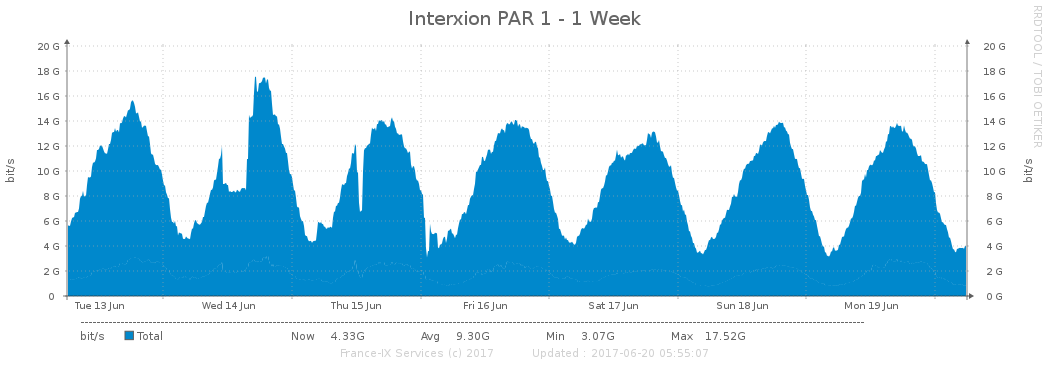 Interxion PAR 1 - 1 Week
RRDTOOL / TOBI OETIKER
bit/s
20 G
18 G
16 G
14 G
12 G
10 G
8 G
6 G
4 G
2 G
0
20 G
18 G
16 G
14 G
12 G
10 G
8 G
6 G
4 G
2 G
0 G
bit/s
Tue 13 Jun Wed 14 Jun Thu 15 Jun Fri 16 Jun Sat 17 Jun Sun 18 Jun Mon 19 Jun
bit/s Total Now 4.33G Avg 9.30G Min 3.07G Max 17.52G
France-IX Services (c) 2017 Updated : 2017-06-20 05:55:07